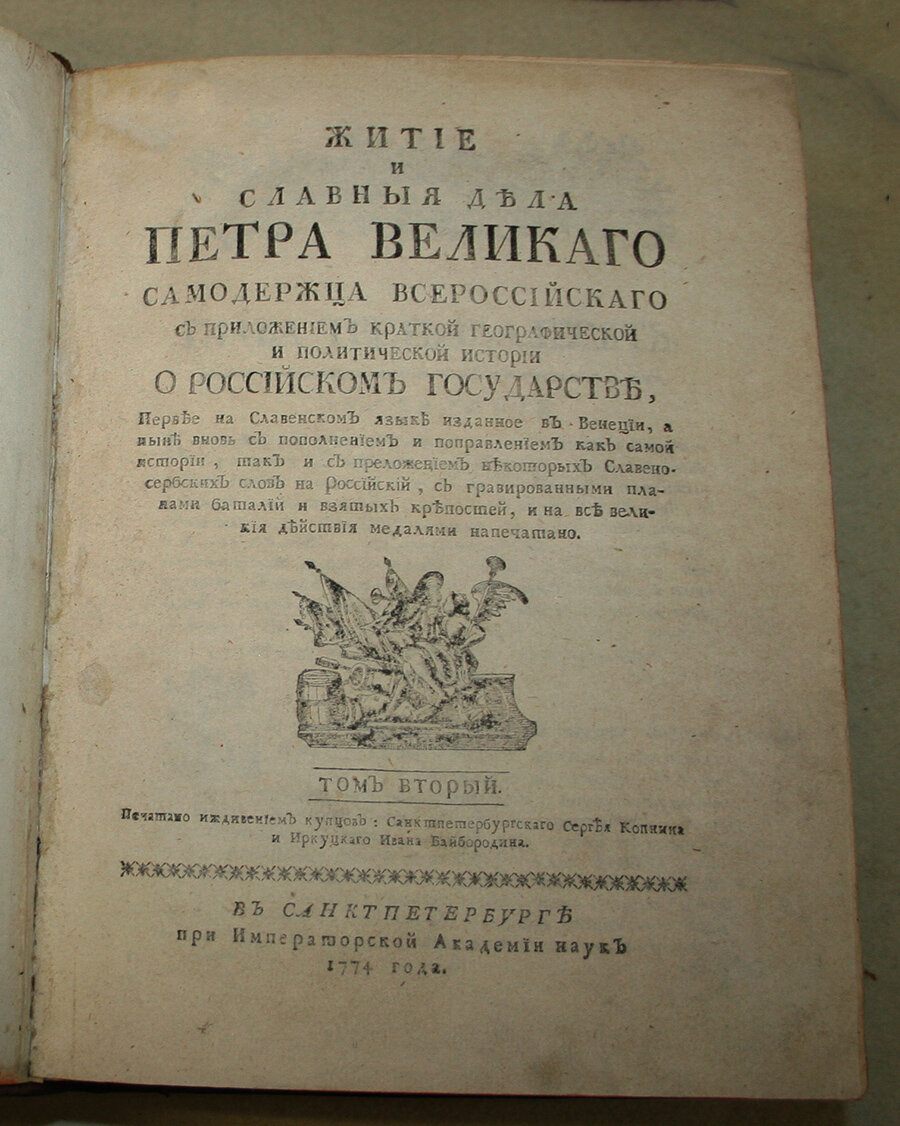 ЖИТІЕ
И
СЛАВНЫЯ ДѢЛА
ПЕТРА ВЕЛИКАГО
САМОДЕРЖЦА ВСЕРОССІЙСКАГО
СЪ ПРИЛОЖЕНІЕМЪ КРАТКОЙ ГЕОГРАФИЧЕСКОЙ
И ПОЛИТИЧЕСКОЙ ИСТОРІИ
О РОССІЙСКОМЪ ГОСУДАРСТВѢ,
Первѣе на Славенскомъ языкѣ изданное въ Венеціи, а
нынѣ вновь съ пополненіемъ и поправленіемъ какъ самой
исторіи, такъ и съ преложеніемъ нѣкоторыхъ Славено-
сербскихъ словъ на Россійскій, съ гравированными пла-
нами баталій и взятыхъ крѣпостей, и на всѣ вели-
кія дѣйствія медалями напечатано.
ТОМЪ ВТОРЫЙ.
Печатано иждивеніемъ купцовъ: Санктпетербургскаго Сергѣя Копнина
и Иркуцкаго Ивана Байбородина.
ВЪ САНКТПЕТЕРБУРГѢ
при Императорской Академіи наукъ
1774 года.